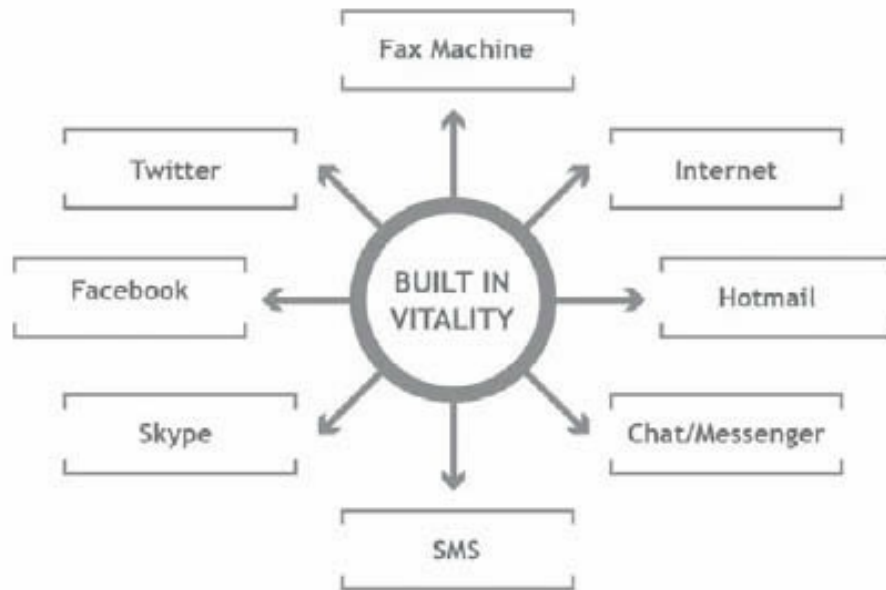 Fax Machine
Twitter
Internet
Facebook
BUILT IN
VITALITY
Hotmail
Skype
Chat/Messenger
SMS